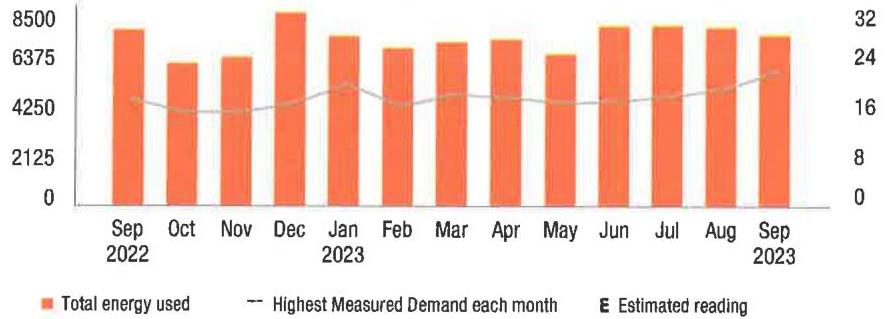 8500 32
6375 24
4250 16
2125 8
0 0
Sep Oct Nov Dec Jan Feb Mar Apr May Jun Jul Aug Sep
2022 2023 2023
Total energy used Highest Measured Demand each month E Estimated reading